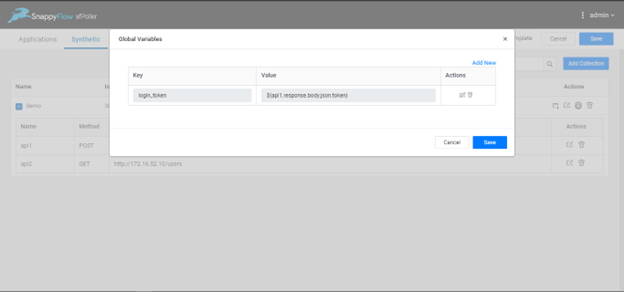 SnappyFlow sfPoller
admin
Applications
Synthetic
Cancel
Save
Global Variables
×
Add New
Key
Value
Actions
login_token
$(api1.response.body.json.token)
Cancel
Save
Add Collection
Name
Actions
demo
Name
Method
Actions
api1
POST
api2
GET
http://172.16.52.10/users